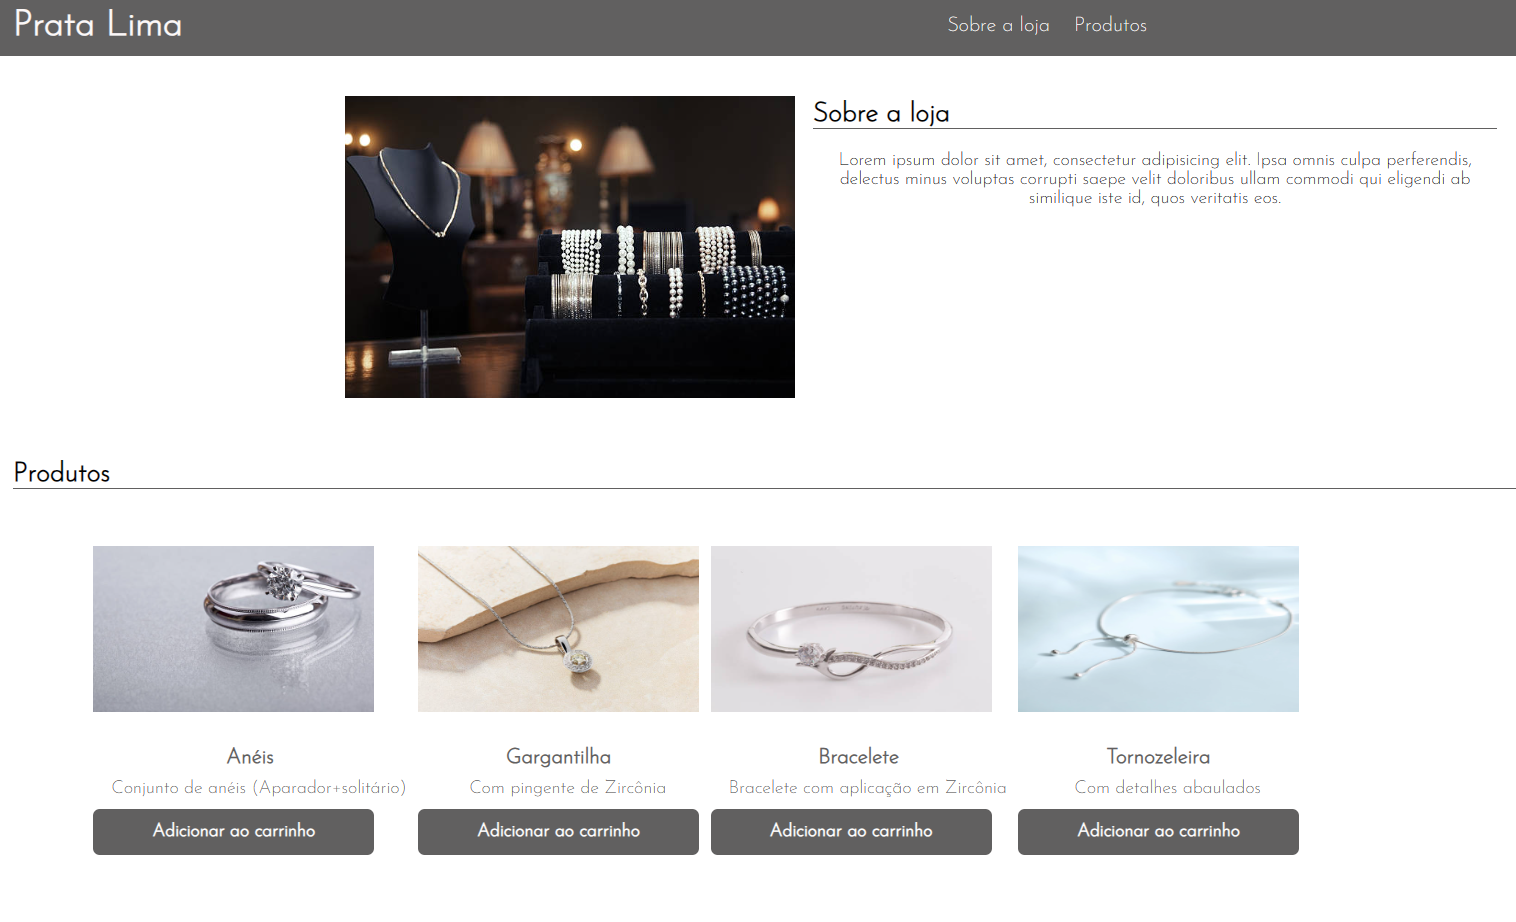 Prata Lima
Sobre a loja
Produtos
Sobre a loja
Lorem ipsum dolor sit amet, consectetur adipisicing elit. Ipsa omnis culpa perferendis,
delectus minus voluptas corrupti saepe velit doloribus ullam commodi qui eligendi ab
similique iste id, quos veritatis eos.
Produtos
Anéis
Conjunto de anéis (Aparador+solitário)
Adicionar ao carrinho
Gargantilha
Com pingente de Zircônia
Adicionar ao carrinho
Bracelete
Bracelete com aplicação em Zircônia
Adicionar ao carrinho
Tornozeleira
Com detalhes abaulados
Adicionar ao carrinho